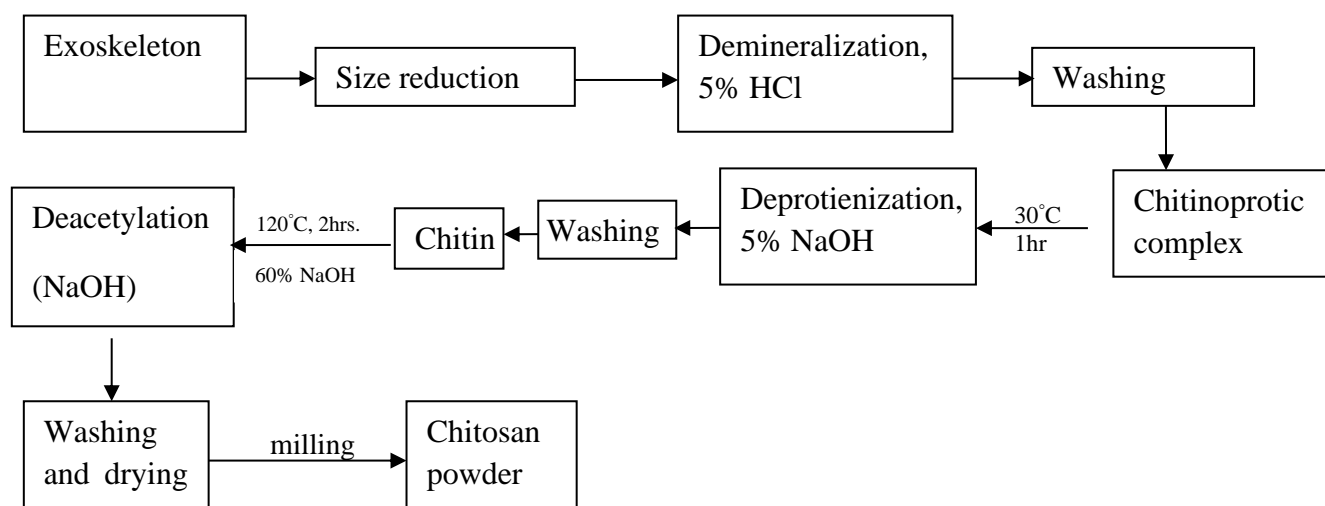 Exoskeleton
Size reduction
Demineralization,
5% HCl
Washing
Chitinoprotic
complex
30°C
1hr
Deprotienization,
5% NaOH
Washing
Chitin
120°C, 2hrs.
60% NaOH
Deacetylation
(NaOH)
Washing
and drying
milling
Chitosan
powder